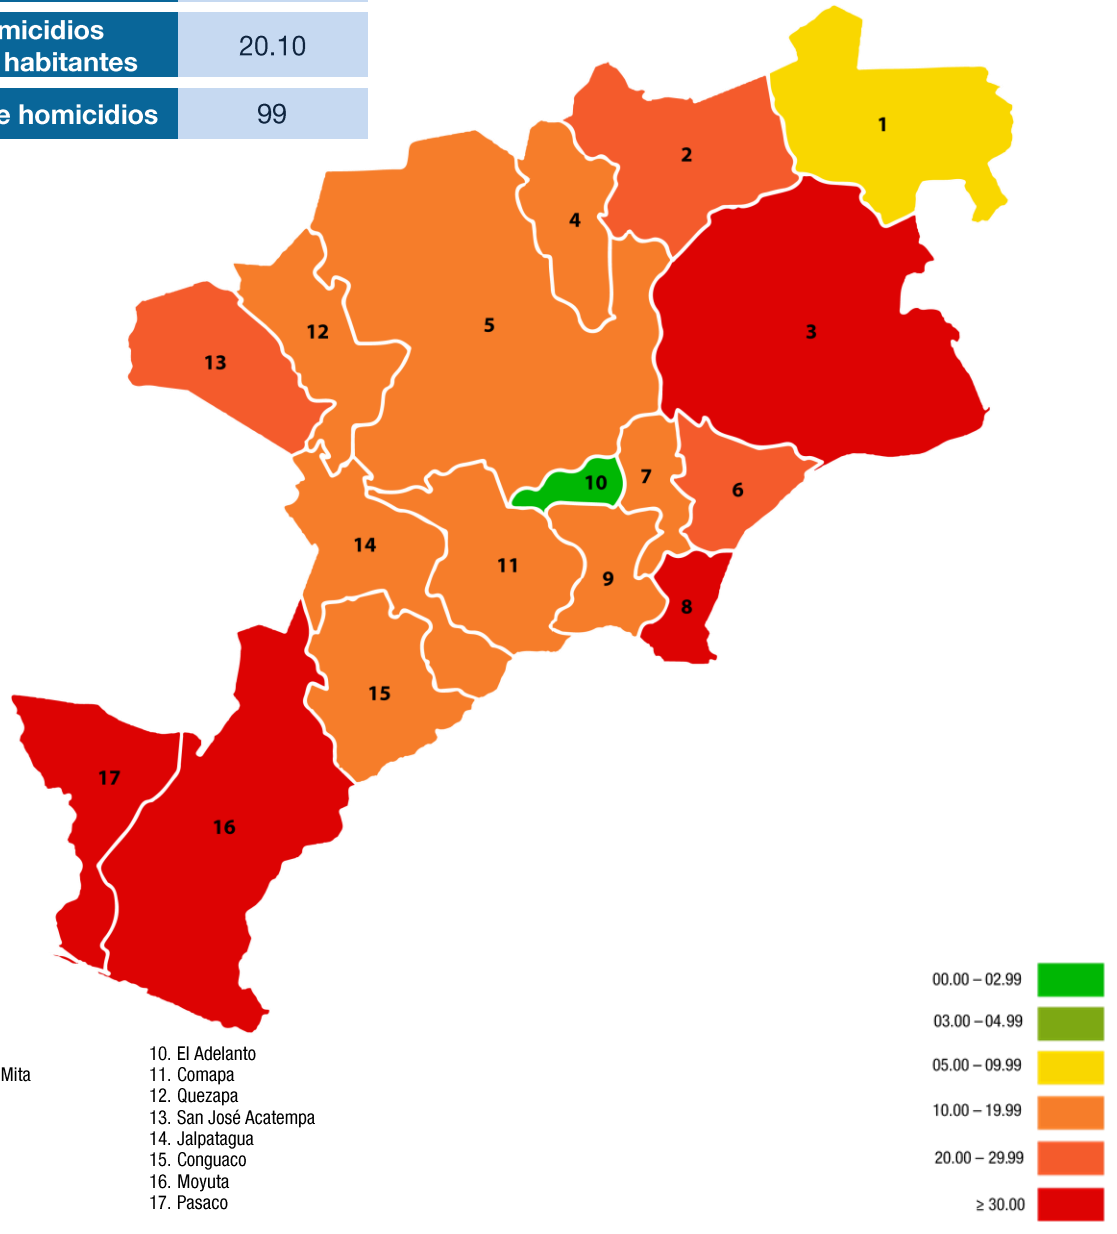 micidios
habitantes
20.10
e homicidios
99
1
2
4
3
5
12
13
10
7
6
14
11
9
8
15
17
16
00.00 – 02.99
03.00 – 04.99
05.00 – 09.99
10.00 – 19.99
20.00 – 29.99
≥ 30.00
Mita
10. El Adelanto
11. Comapa
12. Quezapa
13. San José Acatempa
14. Jalpatagua
15. Conguaco
16. Moyuta
17. Pasaco